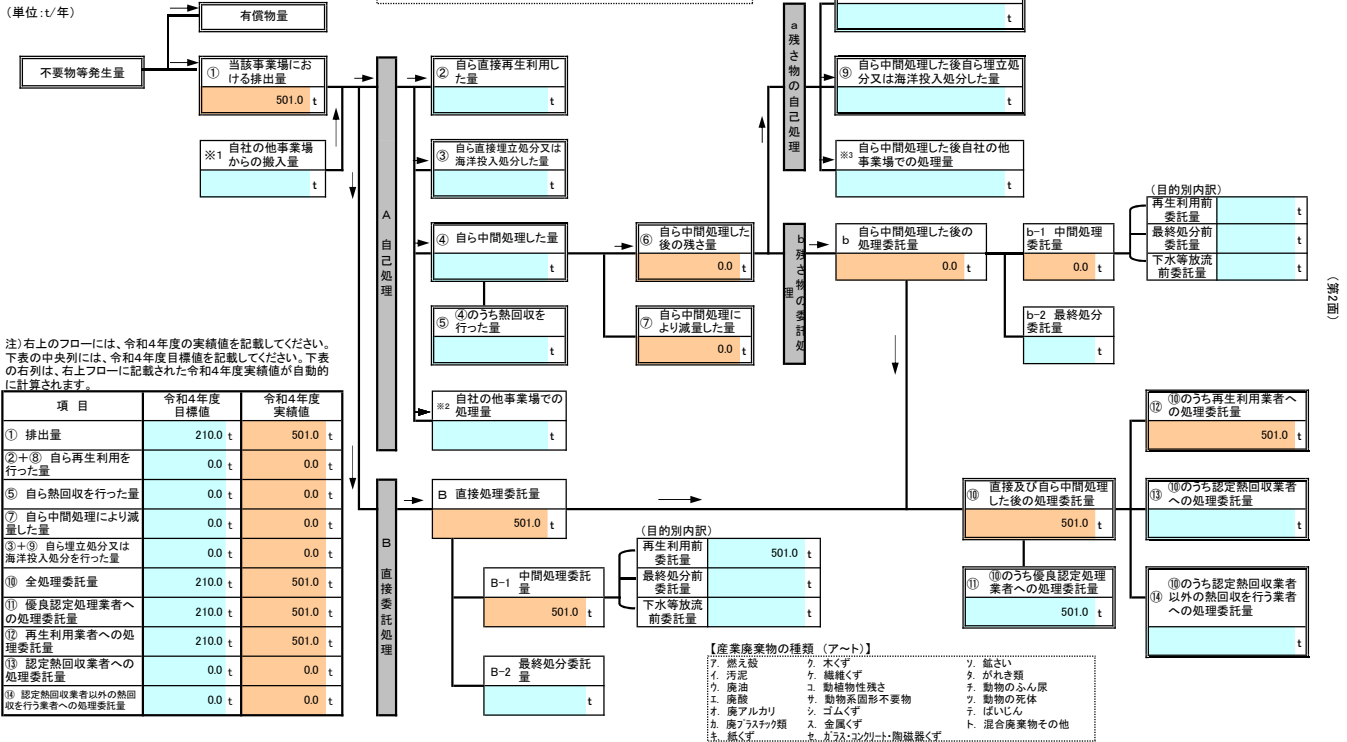 （単位：t/年）
有償物量
不要物等発生量
① 当該事業場にお
ける排出量
501.0 t
※1 自社の他事業場
からの搬入量
t
A 自己処理
② 自ら直接再生利用し
た量
t
③ 自ら直接埋立処分又は
海洋投入処分した量
t
④ 自ら中間処理した量
t
⑤ ④のうち熱回収を
行った量
t
※2 自社の他事業場での
処理量
t
⑥ 自ら中間処理した
後の残さ量
0.0 t
⑦ 自ら中間処理に
より減量した量
0.0 t
a 残さ物の自己処理
t
⑨ 自ら中間処理した後自ら埋立処
分又は海洋投入処分した量
t
※3 自ら中間処理した後自社の他
事業場での処理量
t
b 残さ物の委託処理
b 自ら中間処理した後の
処理委託量
0.0 t
b-1 中間処理
委託量
0.0 t
b-2 最終処分
委託量
t
（目的別内訳）
再生利用前
委託量 t
最終処分前
委託量 t
下水等放流
前委託量 t
（第2面）
注）右上のフローには、令和４年度の実績値を記載してください。
下表の中央列には、令和４年度目標値を記載してください。下表
の右列は、右上フローに記載された令和４年度実績値が自動的
に計算されます。
項 目 令和４年度 目標値 令和４年度 実績値
① 排出量 210.0 t 501.0 t
②＋⑧ 自ら再生利用を
行った量 0.0 t 0.0 t
⑤ 自ら熱回収を行った量 0.0 t 0.0 t
⑦ 自ら中間処理により減
量した量 0.0 t 0.0 t
③＋⑨ 自ら埋立処分又は
海洋投入処分を行った量 0.0 t 0.0 t
⑩ 全処理委託量 210.0 t 501.0 t
⑪ 優良認定処理業者へ
の処理委託量 210.0 t 501.0 t
⑫ 再生利用業者への処
理委託量 210.0 t 501.0 t
⑬ 認定熱回収業者への
処理委託量 0.0 t 0.0 t
⑭ 認定熱回収業者以外の熱回
収を行う業者への処理委託量 0.0 t 0.0 t
B 直接委託処理
B 直接処理委託量
501.0 t
B-1 中間処理委託
量
501.0 t
B-2 最終処分委託
量
t
（目的別内訳）
再生利用前
委託量 501.0 t
最終処分前
委託量 t
下水等放流
前委託量 t
⑩ 直接及び自ら中間処理
した後の処理委託量
501.0 t
⑪ ⑩のうち優良認定処理
業者への処理委託量
501.0 t
⑫ ⑩のうち再生利用業者へ
の処理委託量
501.0 t
⑬ ⑩のうち認定熱回収業者
への処理委託量
t
⑭ ⑩のうち認定熱回収業者
以外の熱回収を行う業者
への処理委託量
t
【産業廃棄物の種類 （ア～ト）】
ア. 燃え殻 ク. 木くず ソ. 鉱さい
イ. 汚泥 ケ. 繊維くず タ. がれき類
ウ. 廃油 コ. 動植物性残さ チ. 動物のふん尿
エ. 廃酸 サ. 動物系固形不要物 ツ. 動物の死体
オ. 廃アルカリ シ. ゴムくず テ. ばいじん
カ. 廃プラスチック類 ス. 金属くず ト. 混合廃棄物その他
キ. 紙くず セ. ガラス・コンクリート・陶磁器くず